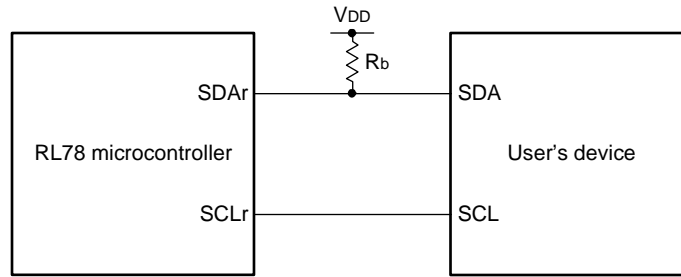 VDD
Rb
SDAr SDA
RL78 microcontroller User's device
SCLr SCL